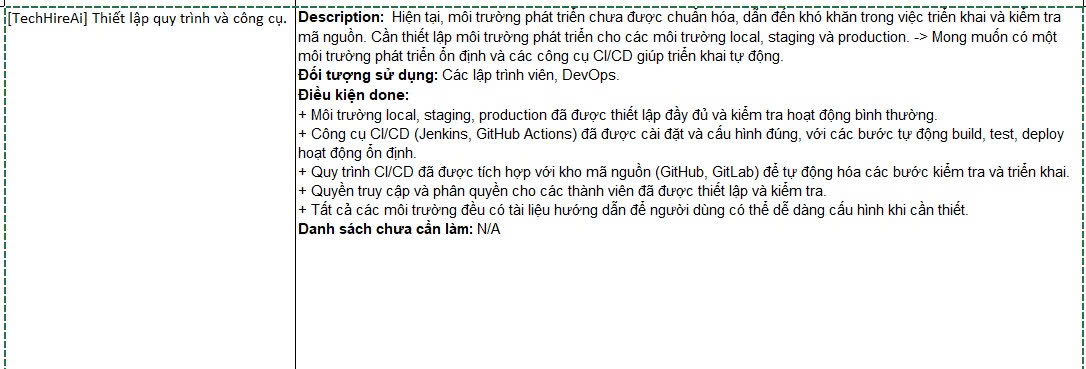 [TechHireAi] Thiết lập quy trình và công cụ.
Description: Hiện tại, môi trường phát triển chưa được chuẩn hóa, dẫn đến khó khăn trong việc triển khai và kiểm tra
mã nguồn. Cần thiết lập môi trường phát triển cho các môi trường local, staging và production. -> Mong muốn có một
môi trường phát triển ổn định và các công cụ CI/CD giúp triển khai tự động.
Đối tượng sử dụng: Các lập trình viên, DevOps.
Điều kiện done:
+ Môi trường local, staging, production đã được thiết lập đầy đủ và kiểm tra hoạt động bình thường.
+ Công cụ CI/CD (Jenkins, GitHub Actions) đã được cài đặt và cấu hình đúng, với các bước tự động build, test, deploy
hoạt động ổn định.
+ Quy trình CI/CD đã được tích hợp với kho mã nguồn (GitHub, GitLab) để tự động hóa các bước kiểm tra và triển khai.
+ Quyền truy cập và phân quyền cho các thành viên đã được thiết lập và kiểm tra.
+ Tất cả các môi trường đều có tài liệu hướng dẫn để người dùng có thể dễ dàng cấu hình khi cần thiết.
Danh sách chưa cần làm: N/A